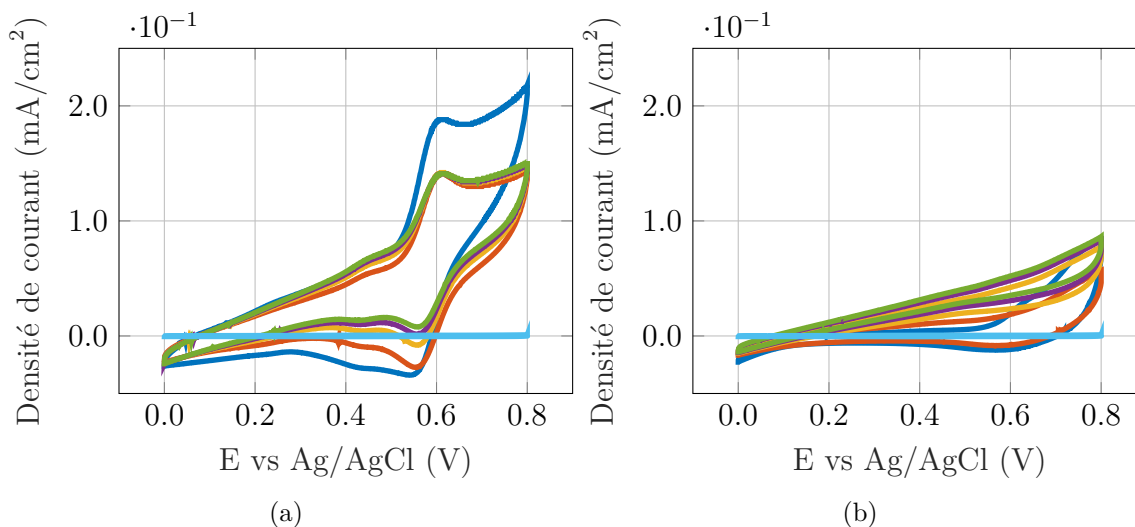 ·10⁻¹
Densité de courant (mA/cm²)
2.0
1.0
0.0
0.0 0.2 0.4 0.6 0.8
E vs Ag/AgCl (V)
(a)
·10⁻¹
Densité de courant (mA/cm²)
2.0
1.0
0.0
0.0 0.2 0.4 0.6 0.8
E vs Ag/AgCl (V)
(b)